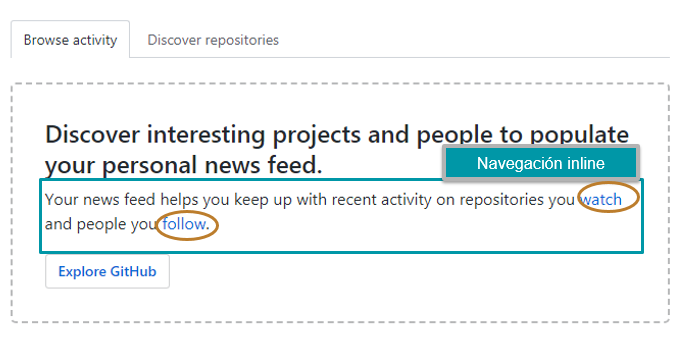 Browse activity
Discover repositories
Discover interesting projects and people to populate
your personal news feed.
Navegación inline
Your news feed helps you keep up with recent activity on repositories you watch
and people you follow.
Explore GitHub